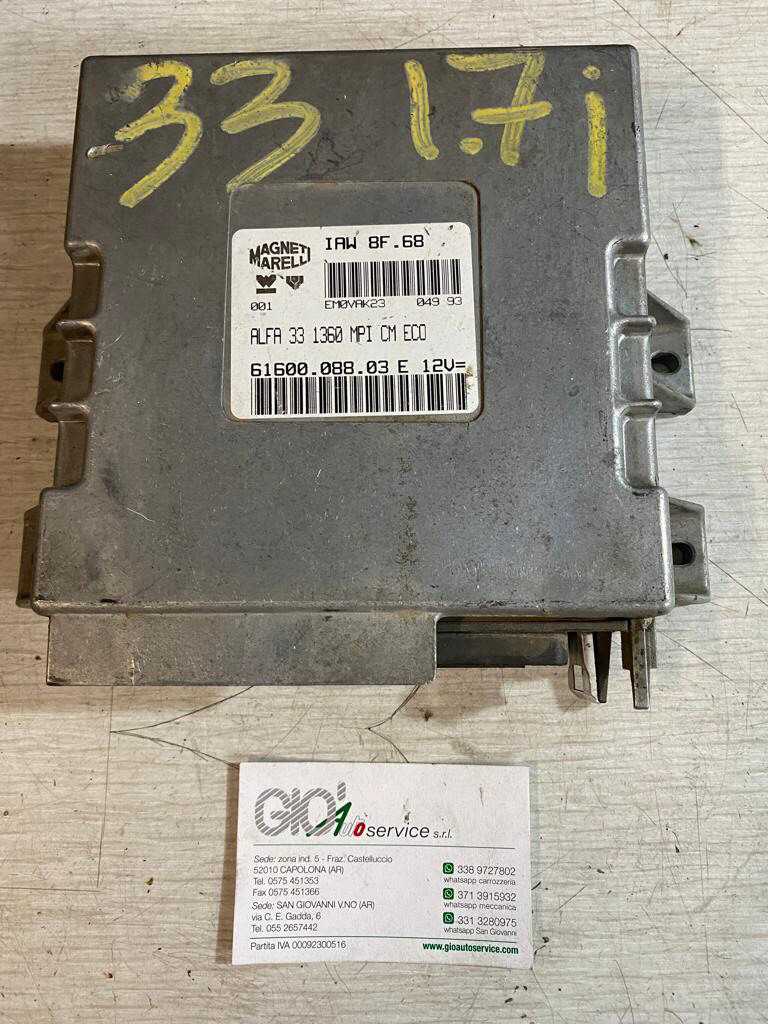 33 1.7i
MAGNETI MARELLI
IAW 8F.68
001
EM0VAK23 049 93
ALFA 33 1360 MPI CM ECO
61600.088.03 E 12V=
GIO' Auto service s.r.l.
Sede: zona ind. 5 - Fraz. Castelluccio
52010 CAPOLONA (AR)
Tel. 0575 451353
Fax 0575 451366
Sede: SAN GIOVANNI V.NO (AR)
via C. E. Gadda, 6
Tel. 055 2657442
Partita IVA 00092300516
338 9727802
whatsapp carrozzeria
371 3915932
whatsapp meccanica
331 3280975
whatsapp San Giovanni
www.gioautoservice.com